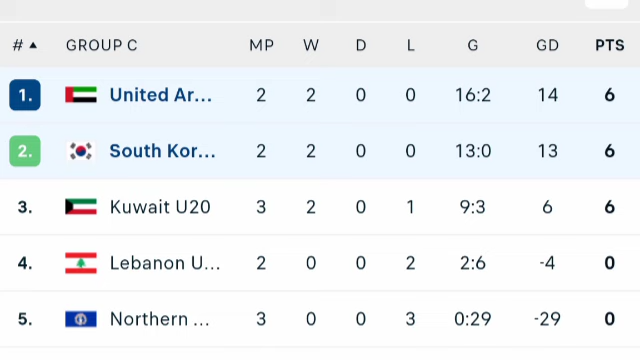 # ▲ GROUP C MP W D L G GD PTS
1. United Ar... 2 2 0 0 16:2 14 6
2. South Kor... 2 2 0 0 13:0 13 6
3. Kuwait U20 3 2 0 1 9:3 6 6
4. Lebanon U... 2 0 0 2 2:6 -4 0
5. Northern ... 3 0 0 3 0:29 -29 0